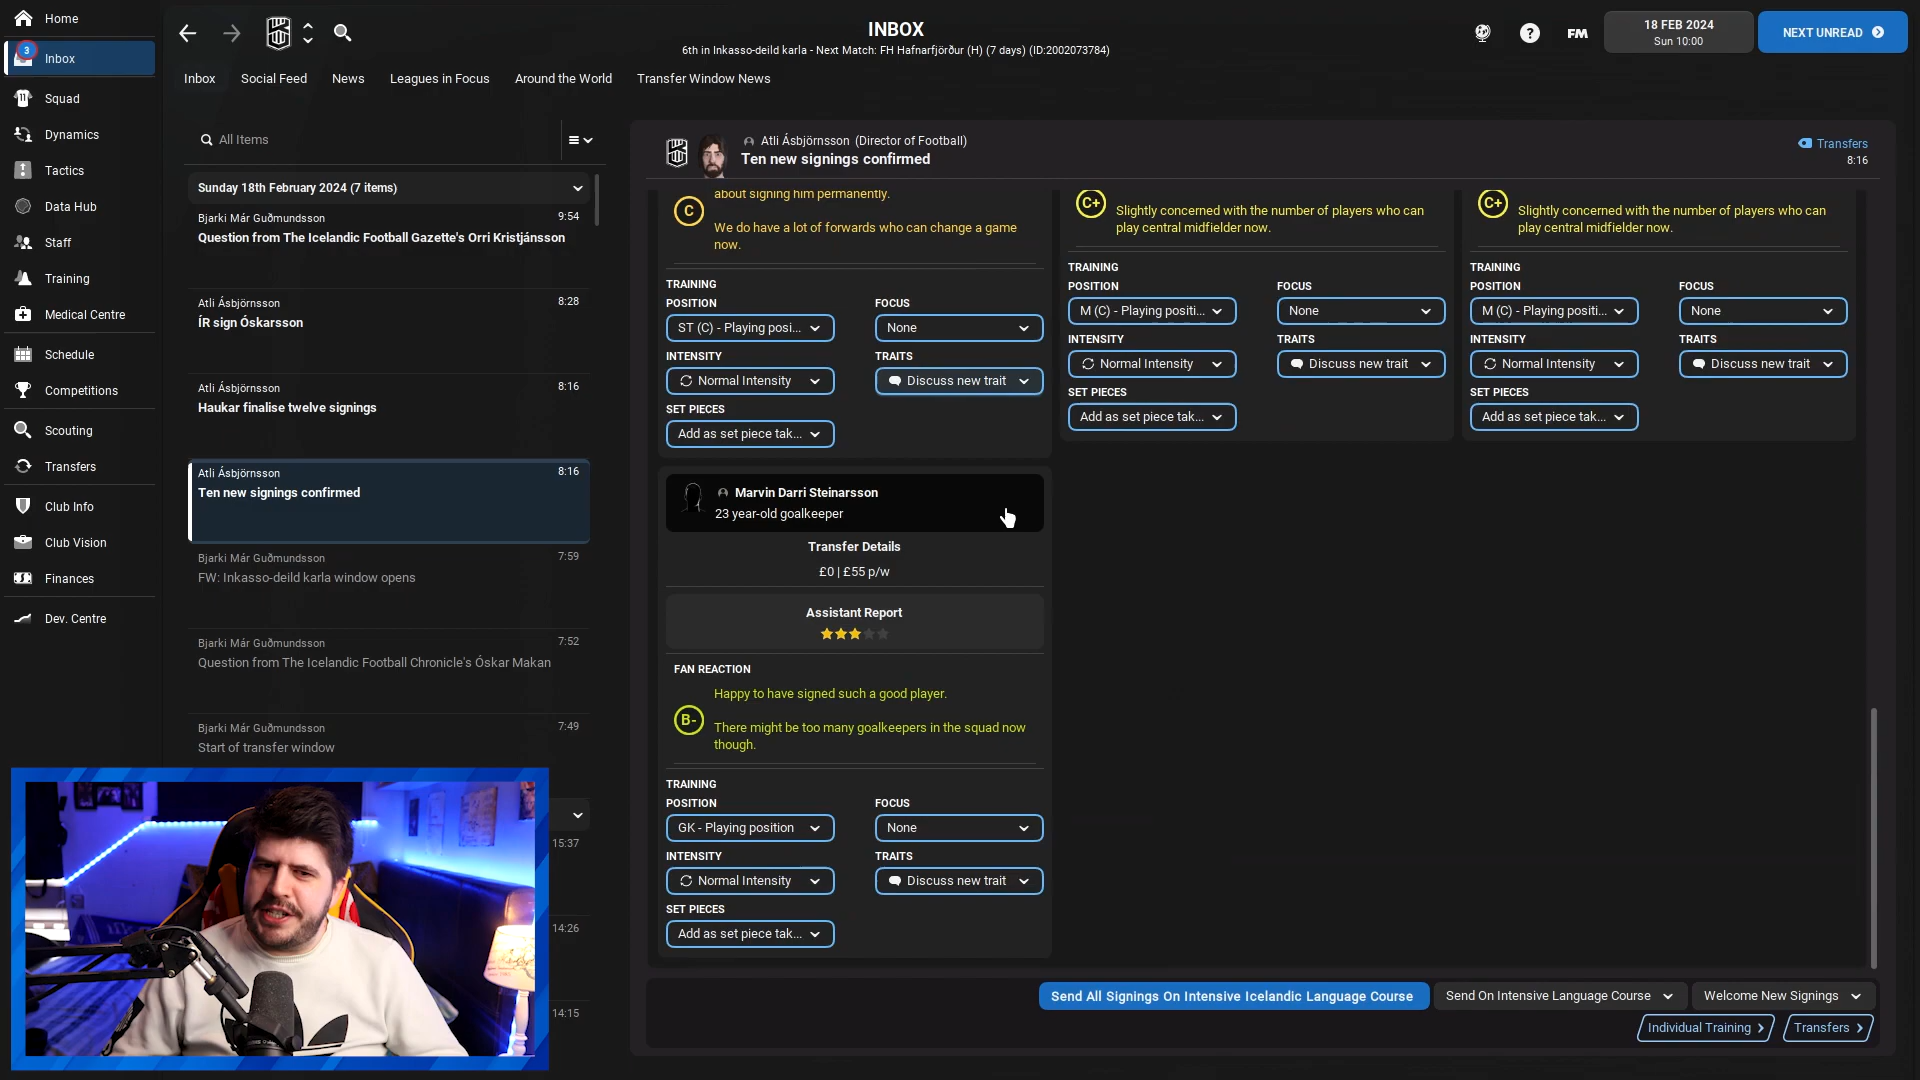 Home
3
Inbox
Squad
Dynamics
Tactics
Data Hub
Staff
Training
Medical Centre
Schedule
Competitions
Scouting
Transfers
Club Info
Club Vision
Finances
Dev. Centre
INBOX
6th in Inkasso-deild karla - Next Match: FH Hafnarfjörður (H) (7 days) (ID:2002073784)
FM
18 FEB 2024
Sun 10:00
NEXT UNREAD
Inbox
Social Feed
News
Leagues in Focus
Around the World
Transfer Window News
All Items
Sunday 18th February 2024 (7 items)
Bjarki Már Guðmundsson 9:54
Question from The Icelandic Football Gazette's Orri Kristjánsson
Atli Ásbjörnsson 8:28
ÍR sign Óskarsson
Atli Ásbjörnsson 8:16
Haukar finalise twelve signings
Atli Ásbjörnsson 8:16
Ten new signings confirmed
Bjarki Már Guðmundsson 7:59
FW: Inkasso-deild karla window opens
Bjarki Már Guðmundsson 7:52
Question from The Icelandic Football Chronicle's Óskar Makan
Bjarki Már Guðmundsson 7:49
Start of transfer window
15:37
14:26
14:15
Atli Ásbjörnsson (Director of Football)
Ten new signings confirmed
Transfers
8:16
about signing him permanently.
C
We do have a lot of forwards who can change a game
now.
TRAINING
POSITION FOCUS
ST (C) - Playing posi... None
INTENSITY TRAITS
Normal Intensity Discuss new trait
SET PIECES
Add as set piece tak...
C+
Slightly concerned with the number of players who can
play central midfielder now.
TRAINING
POSITION FOCUS
M (C) - Playing positi... None
INTENSITY TRAITS
Normal Intensity Discuss new trait
SET PIECES
Add as set piece tak...
C+
Slightly concerned with the number of players who can
play central midfielder now.
TRAINING
POSITION FOCUS
M (C) - Playing positi... None
INTENSITY TRAITS
Normal Intensity Discuss new trait
SET PIECES
Add as set piece tak...
Marvin Darri Steinarsson
23 year-old goalkeeper
Transfer Details
£0 | £55 p/w
Assistant Report
FAN REACTION
Happy to have signed such a good player.
B-
There might be too many goalkeepers in the squad now
though.
TRAINING
POSITION FOCUS
GK - Playing position None
INTENSITY TRAITS
Normal Intensity Discuss new trait
SET PIECES
Add as set piece tak...
Send All Signings On Intensive Icelandic Language Course
Send On Intensive Language Course
Welcome New Signings
Individual Training
Transfers